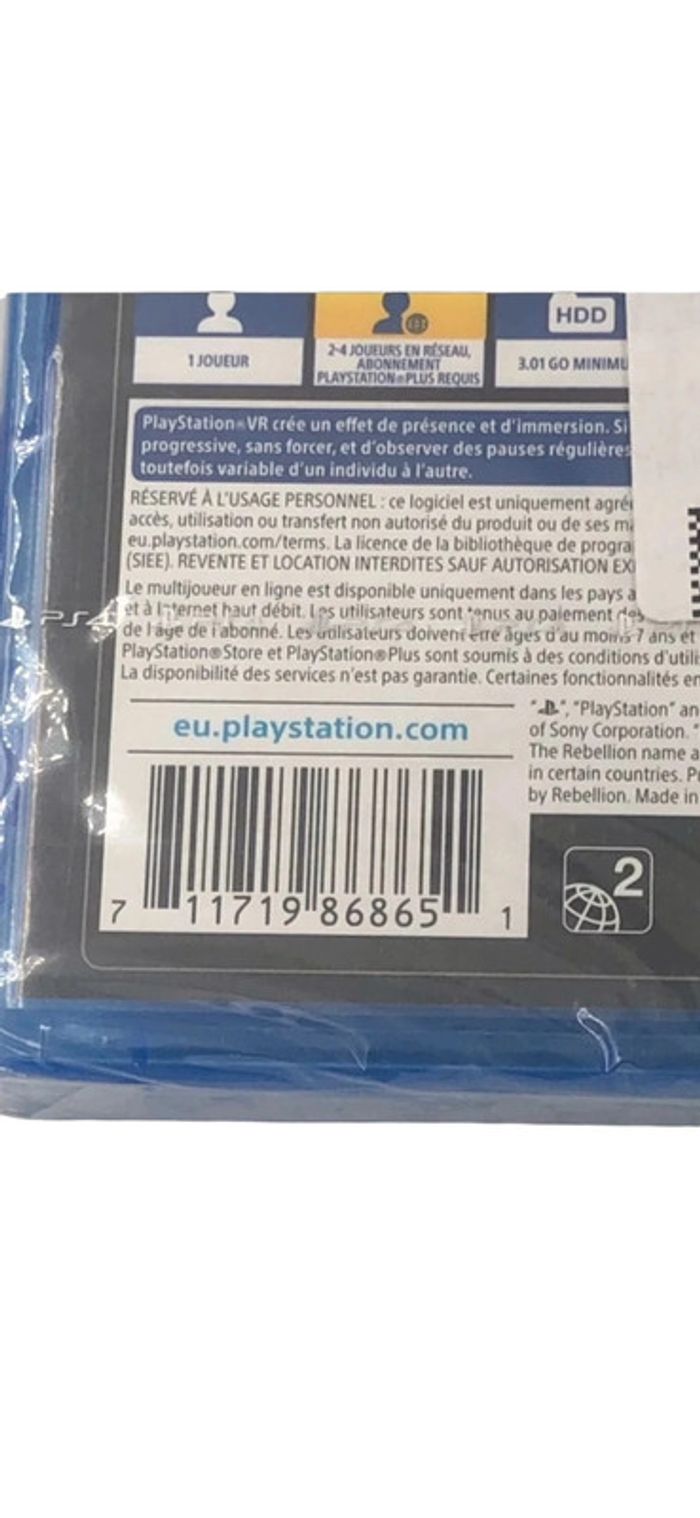 HDD
1 JOUEUR
2-4 JOUEURS EN RÉSEAU,
ABONNEMENT
PLAYSTATION®PLUS REQUIS
3.01 GO MINIMU
PlayStation®VR crée un effet de présence et d'immersion. Si
progressive, sans forcer, et d'observer des pauses régulières
toutefois variable d'un individu à l'autre.
RÉSERVÉ À L'USAGE PERSONNEL : ce logiciel est uniquement agréé
accès, utilisation ou transfert non autorisé du produit ou de ses
eu.playstation.com/terms. La licence de la bibliothèque de progra
(SIEE). REVENTE ET LOCATION INTERDITES SAUF AUTORISATION EX
Le multijoueur en ligne est disponible uniquement dans les pays a
et à Internet haut débit. Les utilisateurs sont tenus au paiement des
PS4
de l'âge de l'abonné. Les utilisateurs doivent être âgés d'au moins 7 ans et
PlayStation®Store et PlayStation®Plus sont soumis à des conditions d'utili
La disponibilité des services n'est pas garantie. Certaines fonctionnalités en
eu.playstation.com
", "PlayStation" an
of Sony Corporation. "
The Rebellion name a
in certain countries. P
by Rebellion. Made in
2
7 11719 86865 1